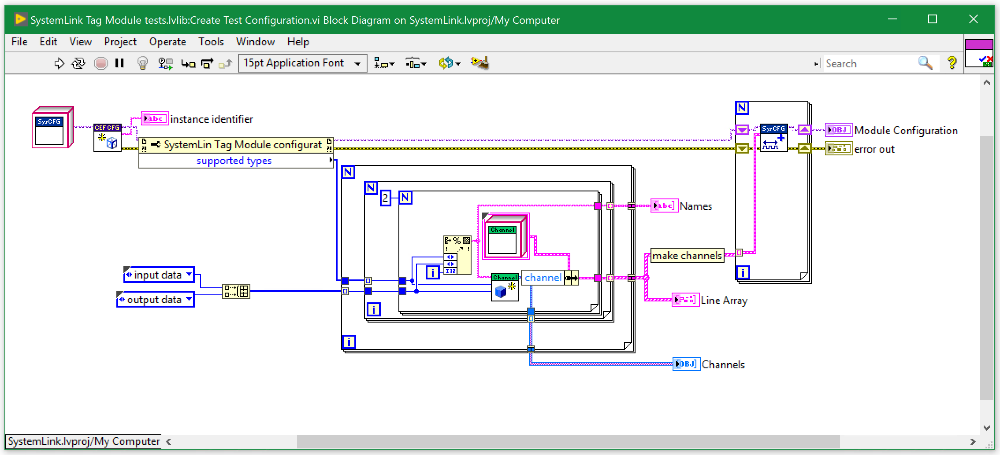 SystemLink Tag Module tests.lvlib:Create Test Configuration.vi Block Diagram on SystemLink.lvproj/My Computer
File Edit View Project Operate Tools Window Help
15pt Application Font
Search
SysCFG
abc instance identifier
CEF CFG
SystemLin Tag Module configurat
supported types
N
SysCFG
OBJ Module Configuration
error out
N
N
2 N
abc Names
Channel
%
i
I32
make channels
input data
Channel
channel
i
output data
Line Array
i
i
OBJ Channels
SystemLink.lvproj/My Computer